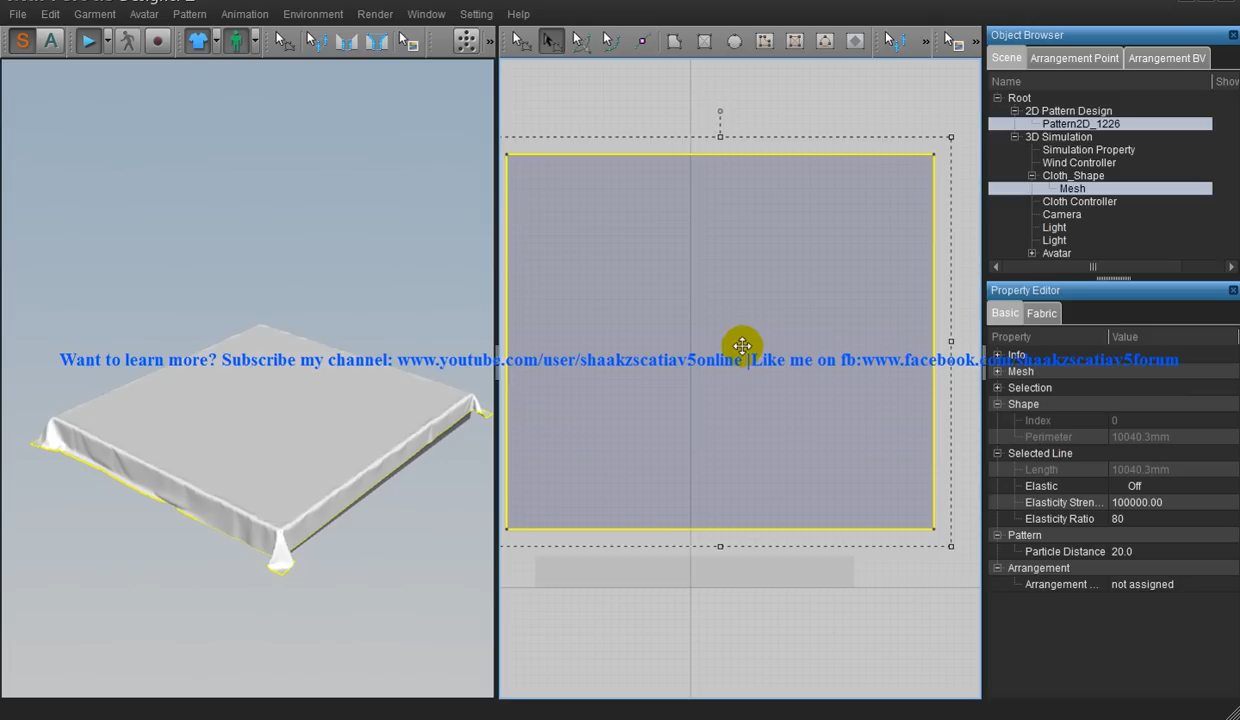 File Edit Garment Avatar Pattern Animation Environment Render Window Setting Help
S A
Object Browser
Scene Arrangement Point Arrangement BV
Name Show
Root
2D Pattern Design
Pattern2D_1226
3D Simulation
Simulation Property
Wind Controller
Cloth_Shape
Mesh
Cloth Controller
Camera
Light
Light
Avatar
Property Editor
Basic Fabric
Property Value
Info
Want to learn more? Subscribe my channel: www.youtube.com/user/shaakzscatiav5online |Like me on fb:www.facebook.com/shaakzscatiav5forum
Mesh
Selection
Shape
Index 0
Perimeter 10040.3mm
Selected Line
Length 10040.3mm
Elastic Off
Elasticity Stren... 100000.00
Elasticity Ratio 80
Pattern
Particle Distance 20.0
Arrangement
Arrangement ... not assigned